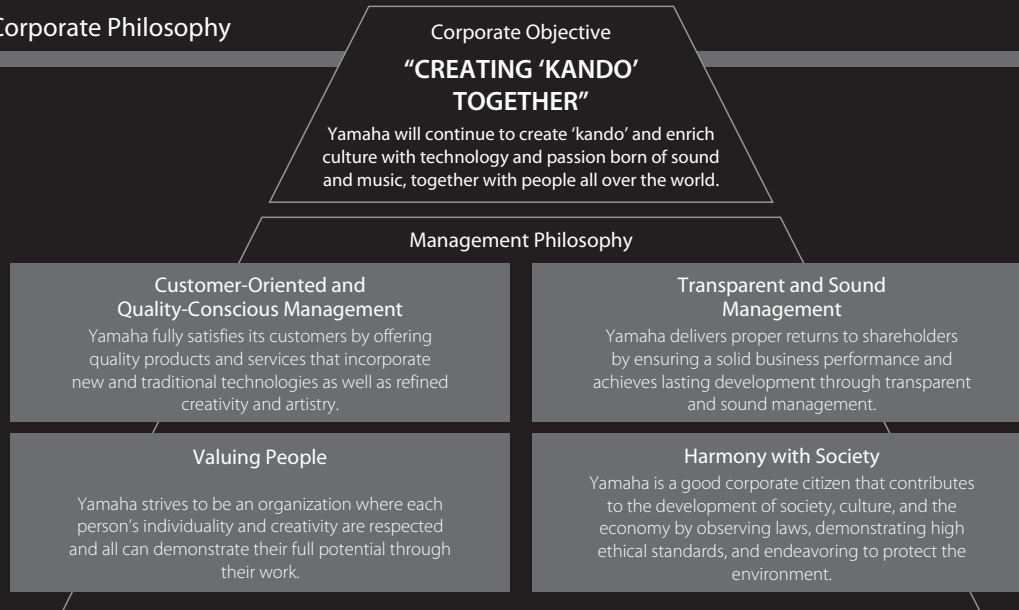 Corporate Philosophy
Corporate Objective
“CREATING ‘KANDO’
TOGETHER”
Yamaha will continue to create ‘kando’ and enrich
culture with technology and passion born of sound
and music, together with people all over the world.
Management Philosophy
Customer-Oriented and
Quality-Conscious Management
Yamaha fully satisfies its customers by offering
quality products and services that incorporate
new and traditional technologies as well as refined
creativity and artistry.
Transparent and Sound
Management
Yamaha delivers proper returns to shareholders
by ensuring a solid business performance and
achieves lasting development through transparent
and sound management.
Valuing People
Yamaha strives to be an organization where each
person’s individuality and creativity are respected
and all can demonstrate their full potential through
their work.
Harmony with Society
Yamaha is a good corporate citizen that contributes
to the development of society, culture, and the
economy by observing laws, demonstrating high
ethical standards, and endeavoring to protect the
environment.